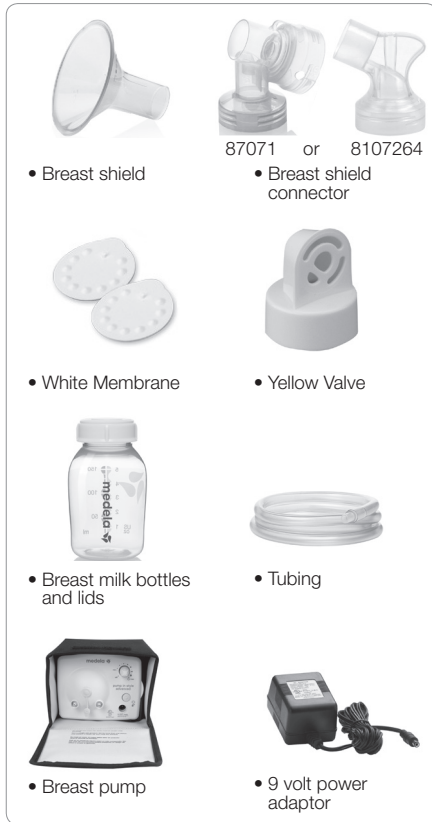 87071 or 8107264
• Breast shield
• Breast shield
connector
• White Membrane
• Yellow Valve
medela
• Breast milk bottles
and lids
• Tubing
medela
• Breast pump
• 9 volt power
adaptor